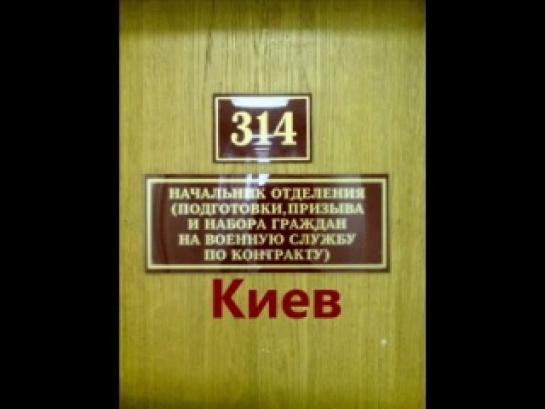 314
НАЧАЛЬНИК ОТДЕЛЕНИЯ
(ПОДГОТОВКИ,ПРИЗЫВА
И НАБОРА ГРАЖДАН
НА ВОЕННУЮ СЛУЖБУ
ПО КОНТРАКТУ)
Киев